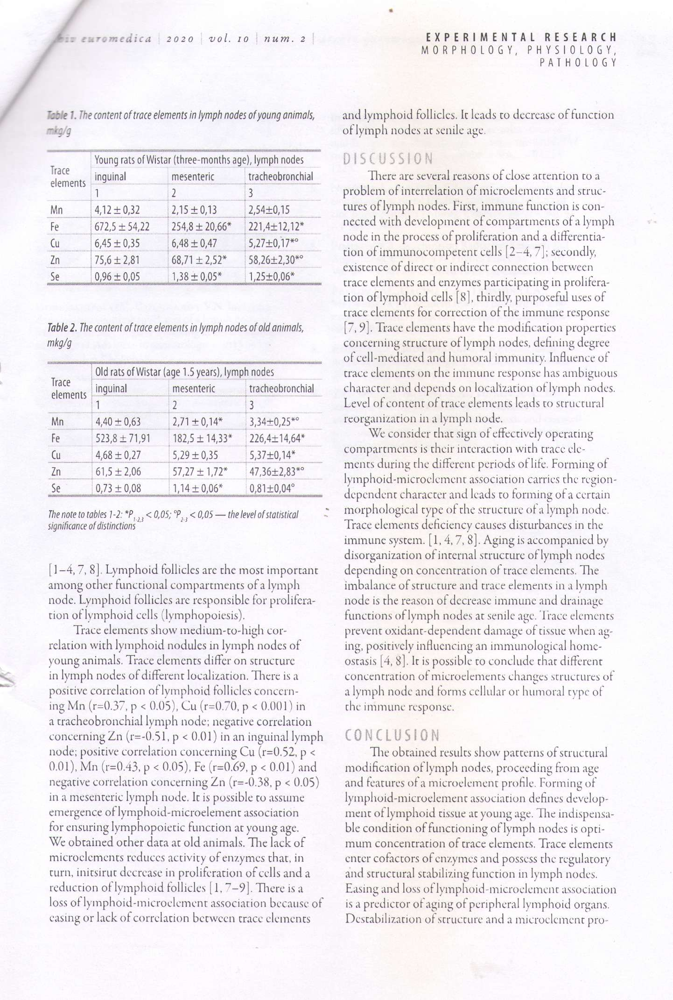 euromedica | 2020 | vol. 10 | num. 2 |
EXPERIMENTAL RESEARCH
MORPHOLOGY, PHYSIOLOGY,
PATHOLOGY
Table 1. The content of trace elements in lymph nodes of young animals,
mkg/g
Trace elements | Young rats of Wistar (three-months age), lymph nodes
inguinal | mesenteric | tracheobronchial
1 | 2 | 3
Mn | 4,12 ± 0,32 | 2,15 ± 0,13 | 2,54±0,15
Fe | 672,5 ± 54,22 | 254,8 ± 20,66* | 221,4±12,12*
Cu | 6,45 ± 0,35 | 6,48 ± 0,47 | 5,27±0,17*°
Zn | 75,6 ± 2,81 | 68,71 ± 2,52* | 58,26±2,30*°
Se | 0,96 ± 0,05 | 1,38 ± 0,05* | 1,25±0,06*
Table 2. The content of trace elements in lymph nodes of old animals,
mkg/g
Trace elements | Old rats of Wistar (age 1.5 years), lymph nodes
inguinal | mesenteric | tracheobronchial
1 | 2 | 3
Mn | 4,40 ± 0,63 | 2,71 ± 0,14* | 3,34±0,25*°
Fe | 523,8 ± 71,91 | 182,5 ± 14,33* | 226,4±14,64*
Cu | 4,68 ± 0,27 | 5,29 ± 0,35 | 5,37±0,14*
Zn | 61,5 ± 2,06 | 57,27 ± 1,72* | 47,36±2,83*°
Se | 0,73 ± 0,08 | 1,14 ± 0,06* | 0,81±0,04°
The note to tables 1-2: *P1-2,3 < 0,05; °P2-3 < 0,05 — the level of statistical
significance of distinctions
[1–4, 7, 8]. Lymphoid follicles are the most important
among other functional compartments of a lymph
node. Lymphoid follicles are responsible for prolifera-
tion of lymphoid cells (lymphopoiesis).
Trace elements show medium-to-high cor-
relation with lymphoid nodules in lymph nodes of
young animals. Trace elements differ on structure
in lymph nodes of different localization. There is a
positive correlation of lymphoid follicles concern-
ing Mn (r=0.37, p < 0.05), Cu (r=0.70, p < 0.001) in
a tracheobronchial lymph node; negative correlation
concerning Zn (r=-0.51, p < 0.01) in an inguinal lymph
node; positive correlation concerning Cu (r=0.52, p <
0.01), Mn (r=0.43, p < 0.05), Fe (r=0.69, p < 0.01) and
negative correlation concerning Zn (r=-0.38, p < 0.05)
in a mesenteric lymph node. It is possible to assume
emergence of lymphoid-microelement association
for ensuring lymphopoietic function at young age.
We obtained other data at old animals. The lack of
microelements reduces activity of enzymes that, in
turn, initsirut decrease in proliferation of cells and a
reduction of lymphoid follicles [1, 7–9]. There is a
loss of lymphoid-microelement association because of
easing or lack of correlation between trace elements
and lymphoid follicles. It leads to decrease of function
of lymph nodes at senile age.
DISCUSSION
There are several reasons of close attention to a
problem of interrelation of microelements and struc-
tures of lymph nodes. First, immune function is con-
nected with development of compartments of a lymph
node in the process of proliferation and a differentia-
tion of immunocompetent cells [2–4, 7]; secondly,
existence of direct or indirect connection between
trace elements and enzymes participating in prolifera-
tion of lymphoid cells [8], thirdly, purposeful uses of
trace elements for correction of the immune response
[7, 9]. Trace elements have the modification properties
concerning structure of lymph nodes, defining degree
of cell-mediated and humoral immunity. Influence of
trace elements on the immune response has ambiguous
character and depends on localization of lymph nodes.
Level of content of trace elements leads to structural
reorganization in a lymph node.
We consider that sign of effectively operating
compartments is their interaction with trace ele-
ments during the different periods of life. Forming of
lymphoid-microelement association carries the region-
dependent character and leads to forming of a certain
morphological type of the structure of a lymph node.
Trace elements deficiency causes disturbances in the
immune system. [1, 4, 7, 8]. Aging is accompanied by
disorganization of internal structure of lymph nodes
depending on concentration of trace elements. The
imbalance of structure and trace elements in a lymph
node is the reason of decrease immune and drainage
functions of lymph nodes at senile age. Trace elements
prevent oxidant-dependent damage of tissue when ag-
ing, positively influencing an immunological home-
ostasis [4, 8]. It is possible to conclude that different
concentration of microelements changes structures of
a lymph node and forms cellular or humoral type of
the immune response.
CONCLUSION
The obtained results show patterns of structural
modification of lymph nodes, proceeding from age
and features of a microelement profile. Forming of
lymphoid-microelement association defines develop-
ment of lymphoid tissue at young age. The indispensa-
ble condition of functioning of lymph nodes is opti-
mum concentration of trace elements. Trace elements
enter cofactors of enzymes and possess the regulatory
and structural stabilizing function in lymph nodes.
Easing and loss of lymphoid-microelement association
is a predictor of aging of peripheral lymphoid organs.
Destabilization of structure and a microelement pro-